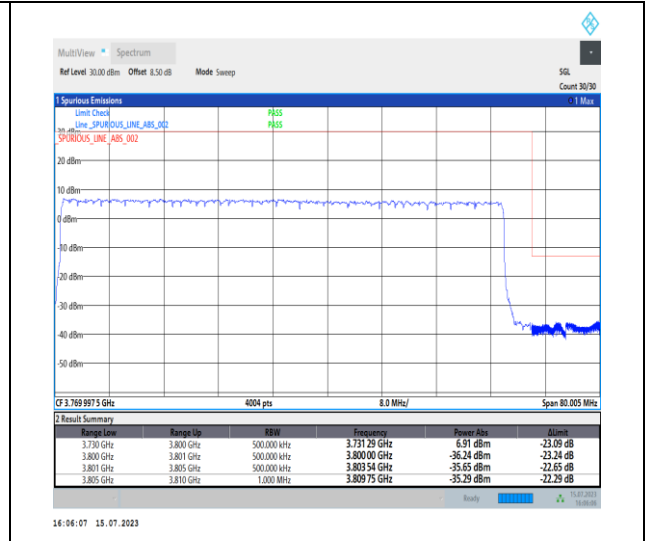 MultiView Spectrum
Ref Level 30.00 dBm Offset 8.50 dB Mode Sweep SGL
Count 30/30
1 Spurious Emissions 1 Max
Limit Check PASS
Line _SPURIOUS_LINE_ABS_002 PASS
30 dBm
_SPURIOUS_LINE_ABS_002
20 dBm
10 dBm
0 dBm
-10 dBm
-20 dBm
-30 dBm
-40 dBm
-50 dBm
CF 3.769 997 5 GHz 4004 pts 8.0 MHz/ Span 80.005 MHz
2 Result Summary
Range Low Range Up RBW Frequency Power Abs ΔLimit
3.730 GHz 3.800 GHz 500.000 kHz 3.731 29 GHz 6.91 dBm -23.09 dB
3.800 GHz 3.801 GHz 500.000 kHz 3.800 00 GHz -36.24 dBm -23.24 dB
3.801 GHz 3.805 GHz 500.000 kHz 3.803 54 GHz -35.65 dBm -22.65 dB
3.805 GHz 3.810 GHz 1.000 MHz 3.809 75 GHz -35.29 dBm -22.29 dB
Ready 15.07.2023
16:06:06
16:06:07 15.07.2023